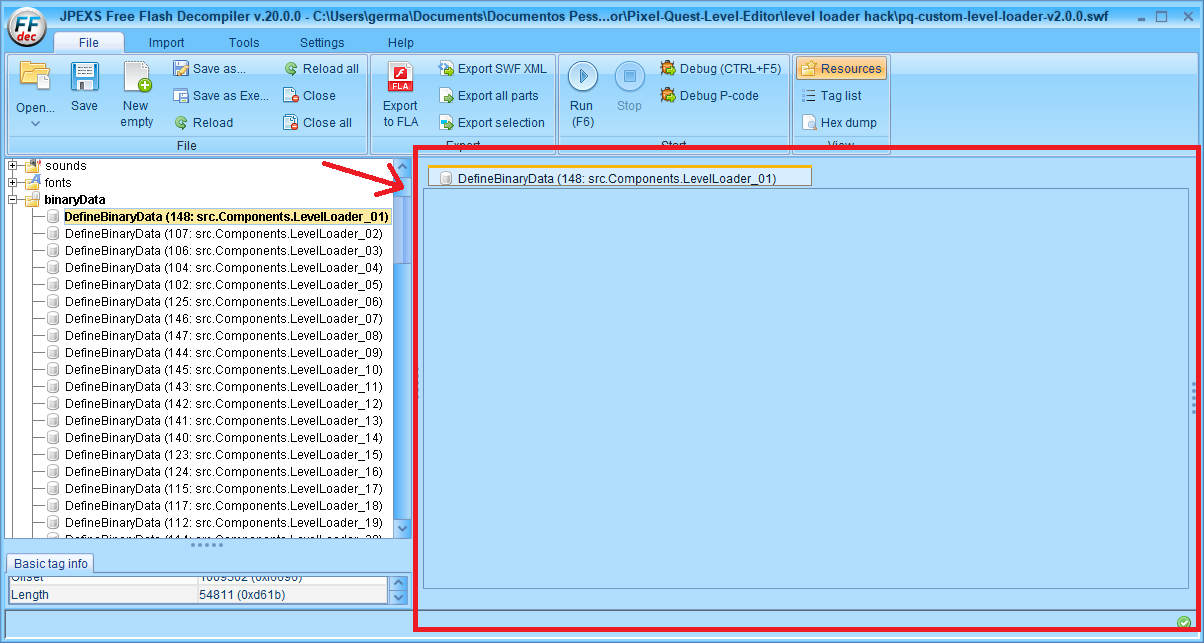 FF
dec
JPEXS Free Flash Decompiler v.20.0.0 - C:\Users\germa\Documents\Documentos Pess...or\Pixel-Quest-Level-Editor\level loader hack\pq-custom-level-loader-v2.0.0.swf
File Import Tools Settings Help
Open...
Save
New
empty
Save as...
Save as Exe...
Reload
Reload all
Close
Close all
File
FLA
Export
to FLA
Export SWF XML
Export all parts
Export selection
Export
Run
(F6)
Stop
Debug (CTRL+F5)
Debug P-code
Start
Resources
Tag list
Hex dump
View
sounds
fonts
binaryData
DefineBinaryData (148: src.Components.LevelLoader_01)
DefineBinaryData (107: src.Components.LevelLoader_02)
DefineBinaryData (106: src.Components.LevelLoader_03)
DefineBinaryData (104: src.Components.LevelLoader_04)
DefineBinaryData (102: src.Components.LevelLoader_05)
DefineBinaryData (125: src.Components.LevelLoader_06)
DefineBinaryData (146: src.Components.LevelLoader_07)
DefineBinaryData (147: src.Components.LevelLoader_08)
DefineBinaryData (144: src.Components.LevelLoader_09)
DefineBinaryData (145: src.Components.LevelLoader_10)
DefineBinaryData (143: src.Components.LevelLoader_11)
DefineBinaryData (142: src.Components.LevelLoader_12)
DefineBinaryData (141: src.Components.LevelLoader_13)
DefineBinaryData (140: src.Components.LevelLoader_14)
DefineBinaryData (123: src.Components.LevelLoader_15)
DefineBinaryData (124: src.Components.LevelLoader_16)
DefineBinaryData (115: src.Components.LevelLoader_17)
DefineBinaryData (117: src.Components.LevelLoader_18)
DefineBinaryData (112: src.Components.LevelLoader_19)
Basic tag info
Offset
Length 54811 (0xd61b)
DefineBinaryData (148: src.Components.LevelLoader_01)